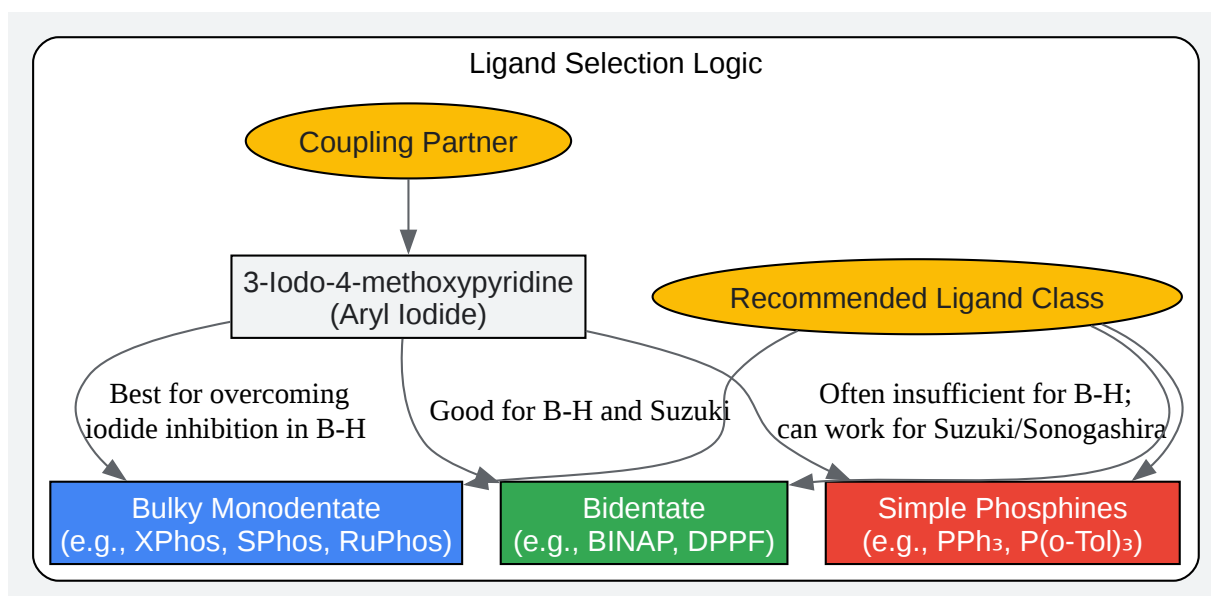 Ligand Selection Logic
Coupling Partner
3-Iodo-4-methoxypyridine
(Aryl Iodide)
Recommended Ligand Class
Best for overcoming
iodide inhibition in B-H
Good for B-H and Suzuki
Often insufficient for B-H;
can work for Suzuki/Sonogashira
Bulky Monodentate
(e.g., XPhos, SPhos, RuPhos)
Bidentate
(e.g., BINAP, DPPF)
Simple Phosphines
(e.g., PPh₃, P(o-Tol)₃)